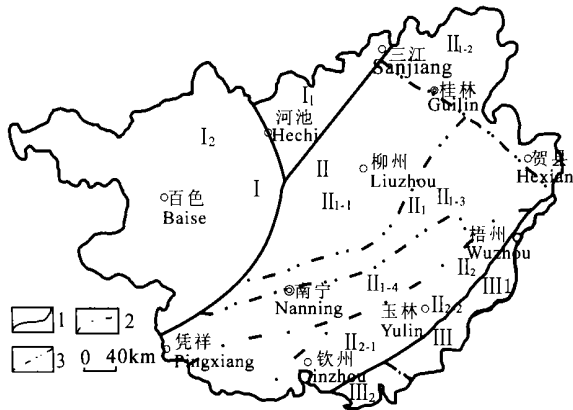 三江
Sanjiang
II₁₋₂
桂林
Guilin
I₁
河池
Hechi
I₂
II
柳州
Liuzhou
贺县
Hexian
百色
Baise
I
II₁₋₁
II₁
II₁₋₃
梧州
Wuzhou
II₂
III1
南宁
Nanning
II₁₋₄
玉林
Yulin
II₂₋₂
III
1
2
3
0 40km
凭祥
Pingxiang
II₂₋₁
钦州
inzhou
III₂